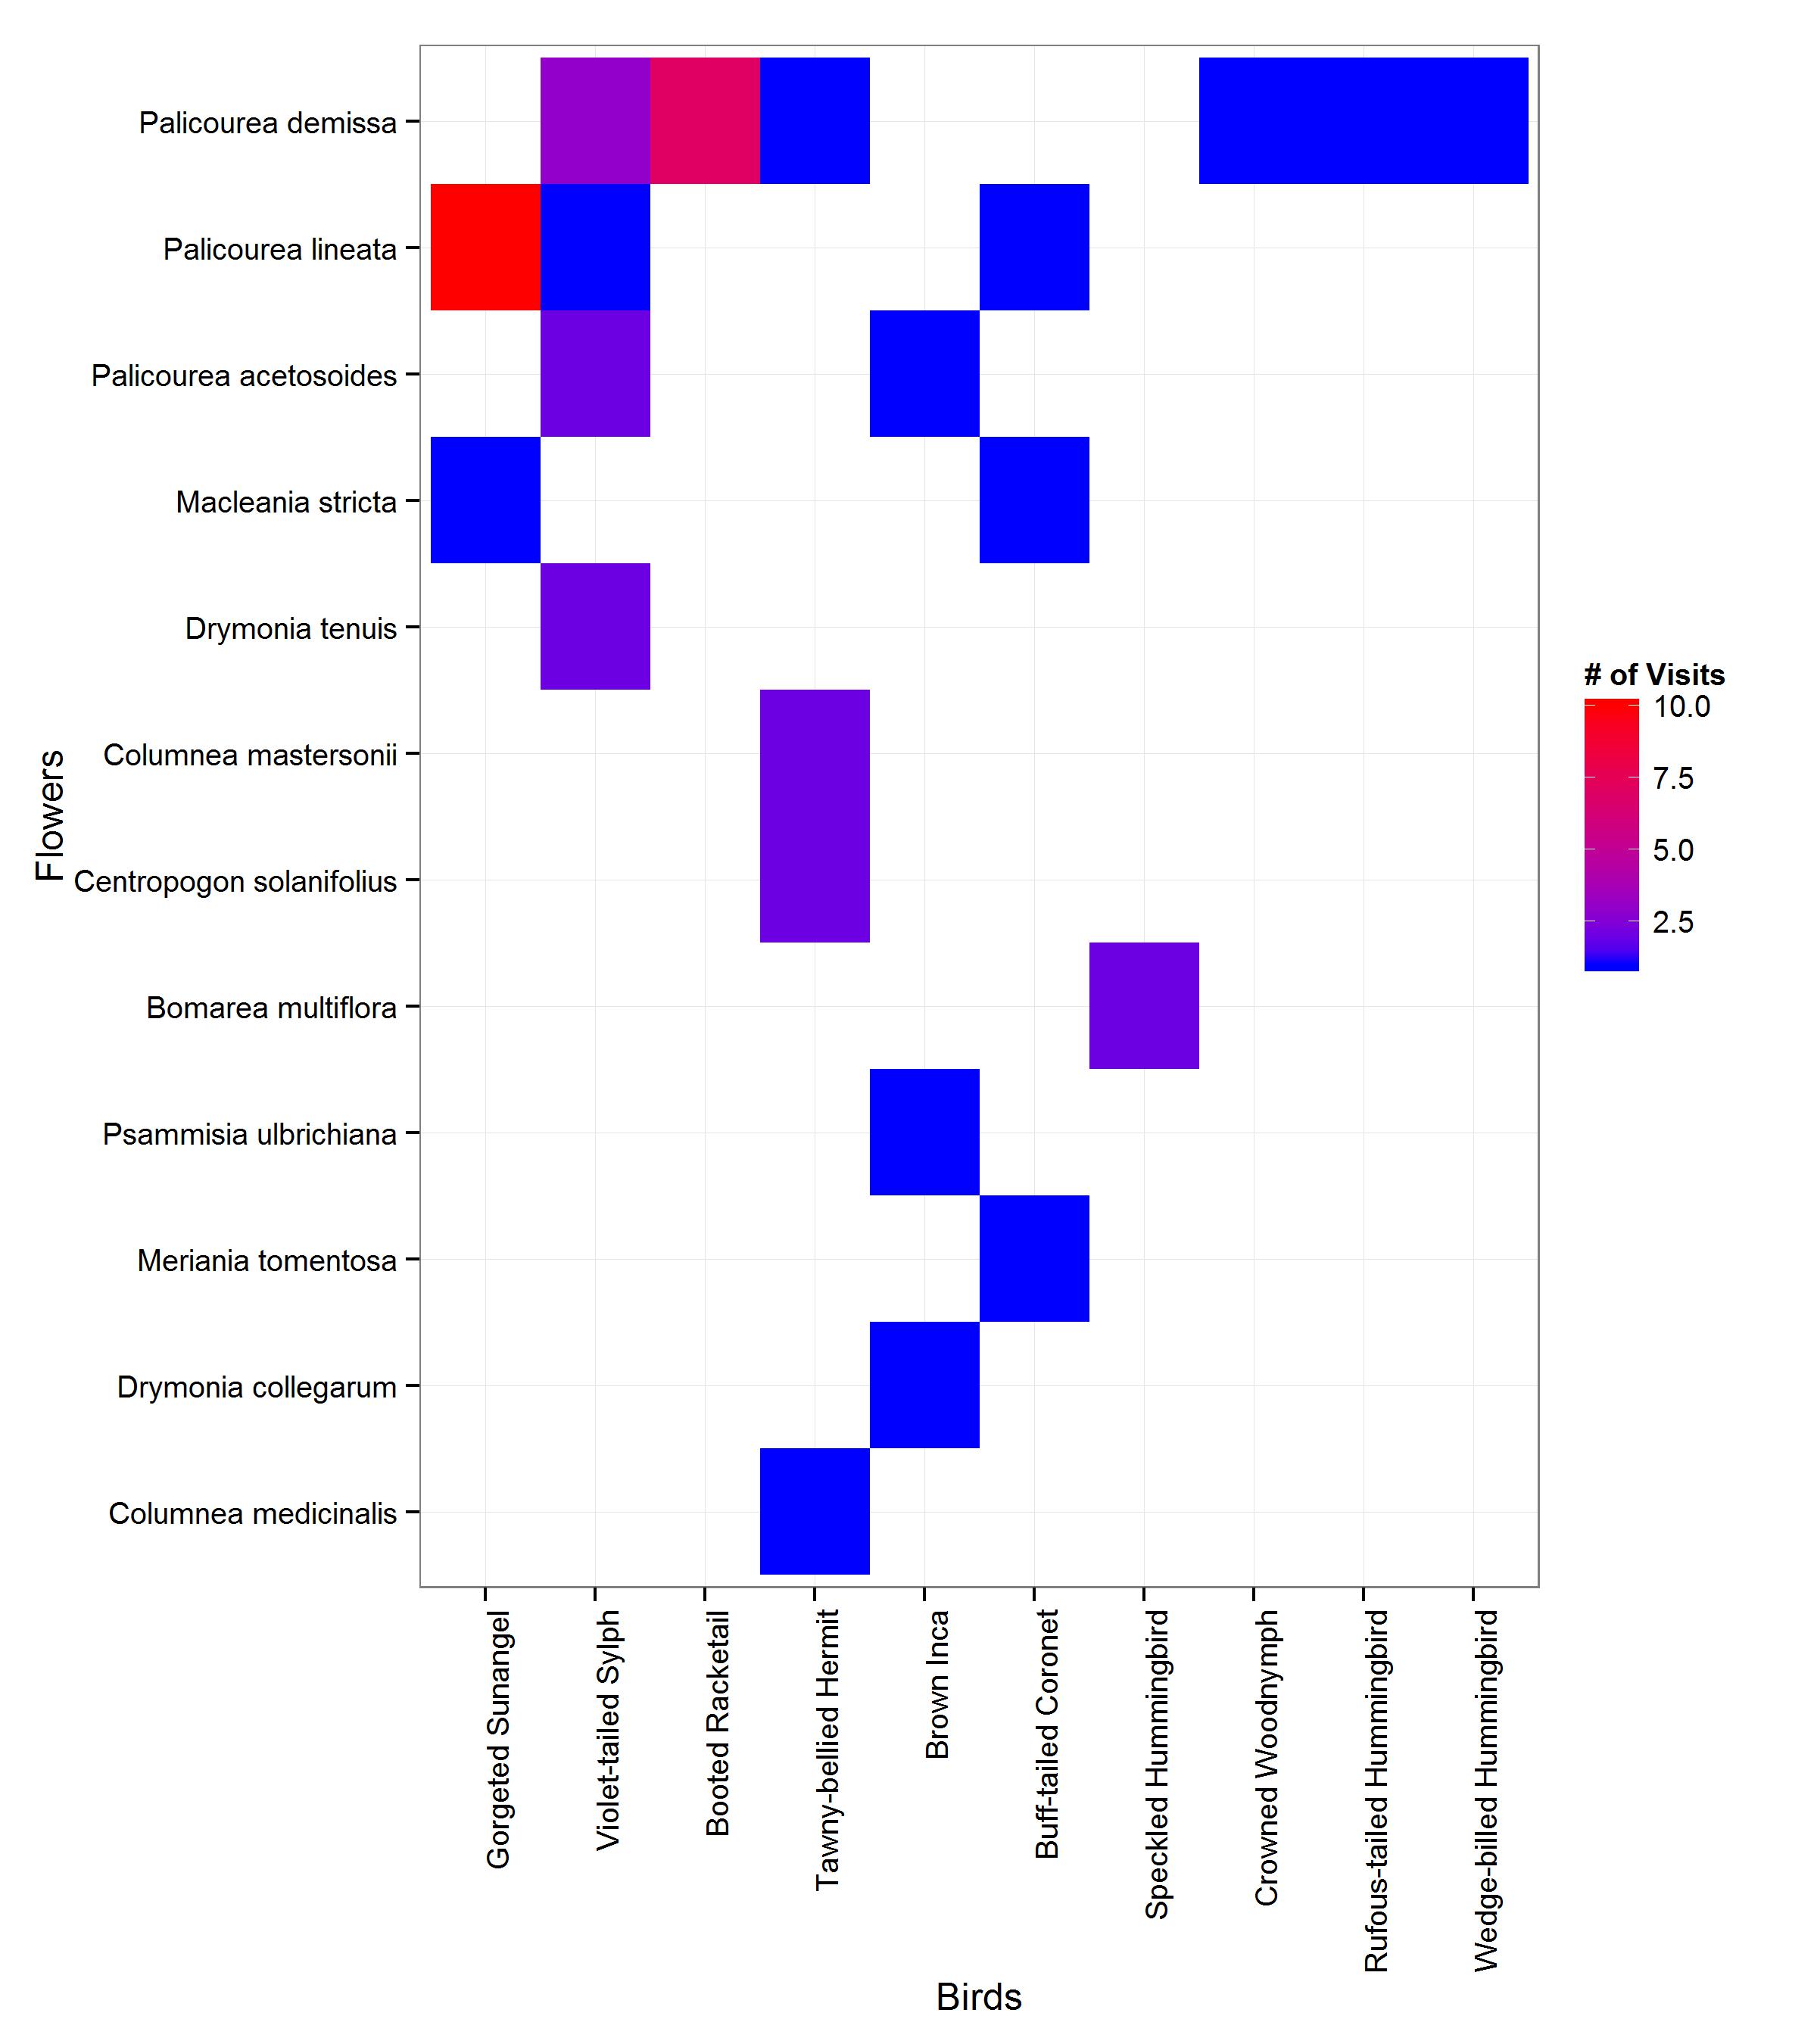 Palicourea demissa
Palicourea lineata
Palicourea acetosoides
Macleania stricta
Drymonia tenuis
Columnea mastersonii
Centropogon solanifolius
Bomarea multiflora
Psammisia ulbrichiana
Meriania tomentosa
Drymonia collegarum
Columnea medicinalis
Flowers
Gorgeted Sunangel
Violet-tailed Sylph
Booted Racketail
Tawny-bellied Hermit
Brown Inca
Buff-tailed Coronet
Speckled Hummingbird
Crowned Woodnymph
Rufous-tailed Hummingbird
Wedge-billed Hummingbird
Birds
# of Visits
10.0
7.5
5.0
2.5